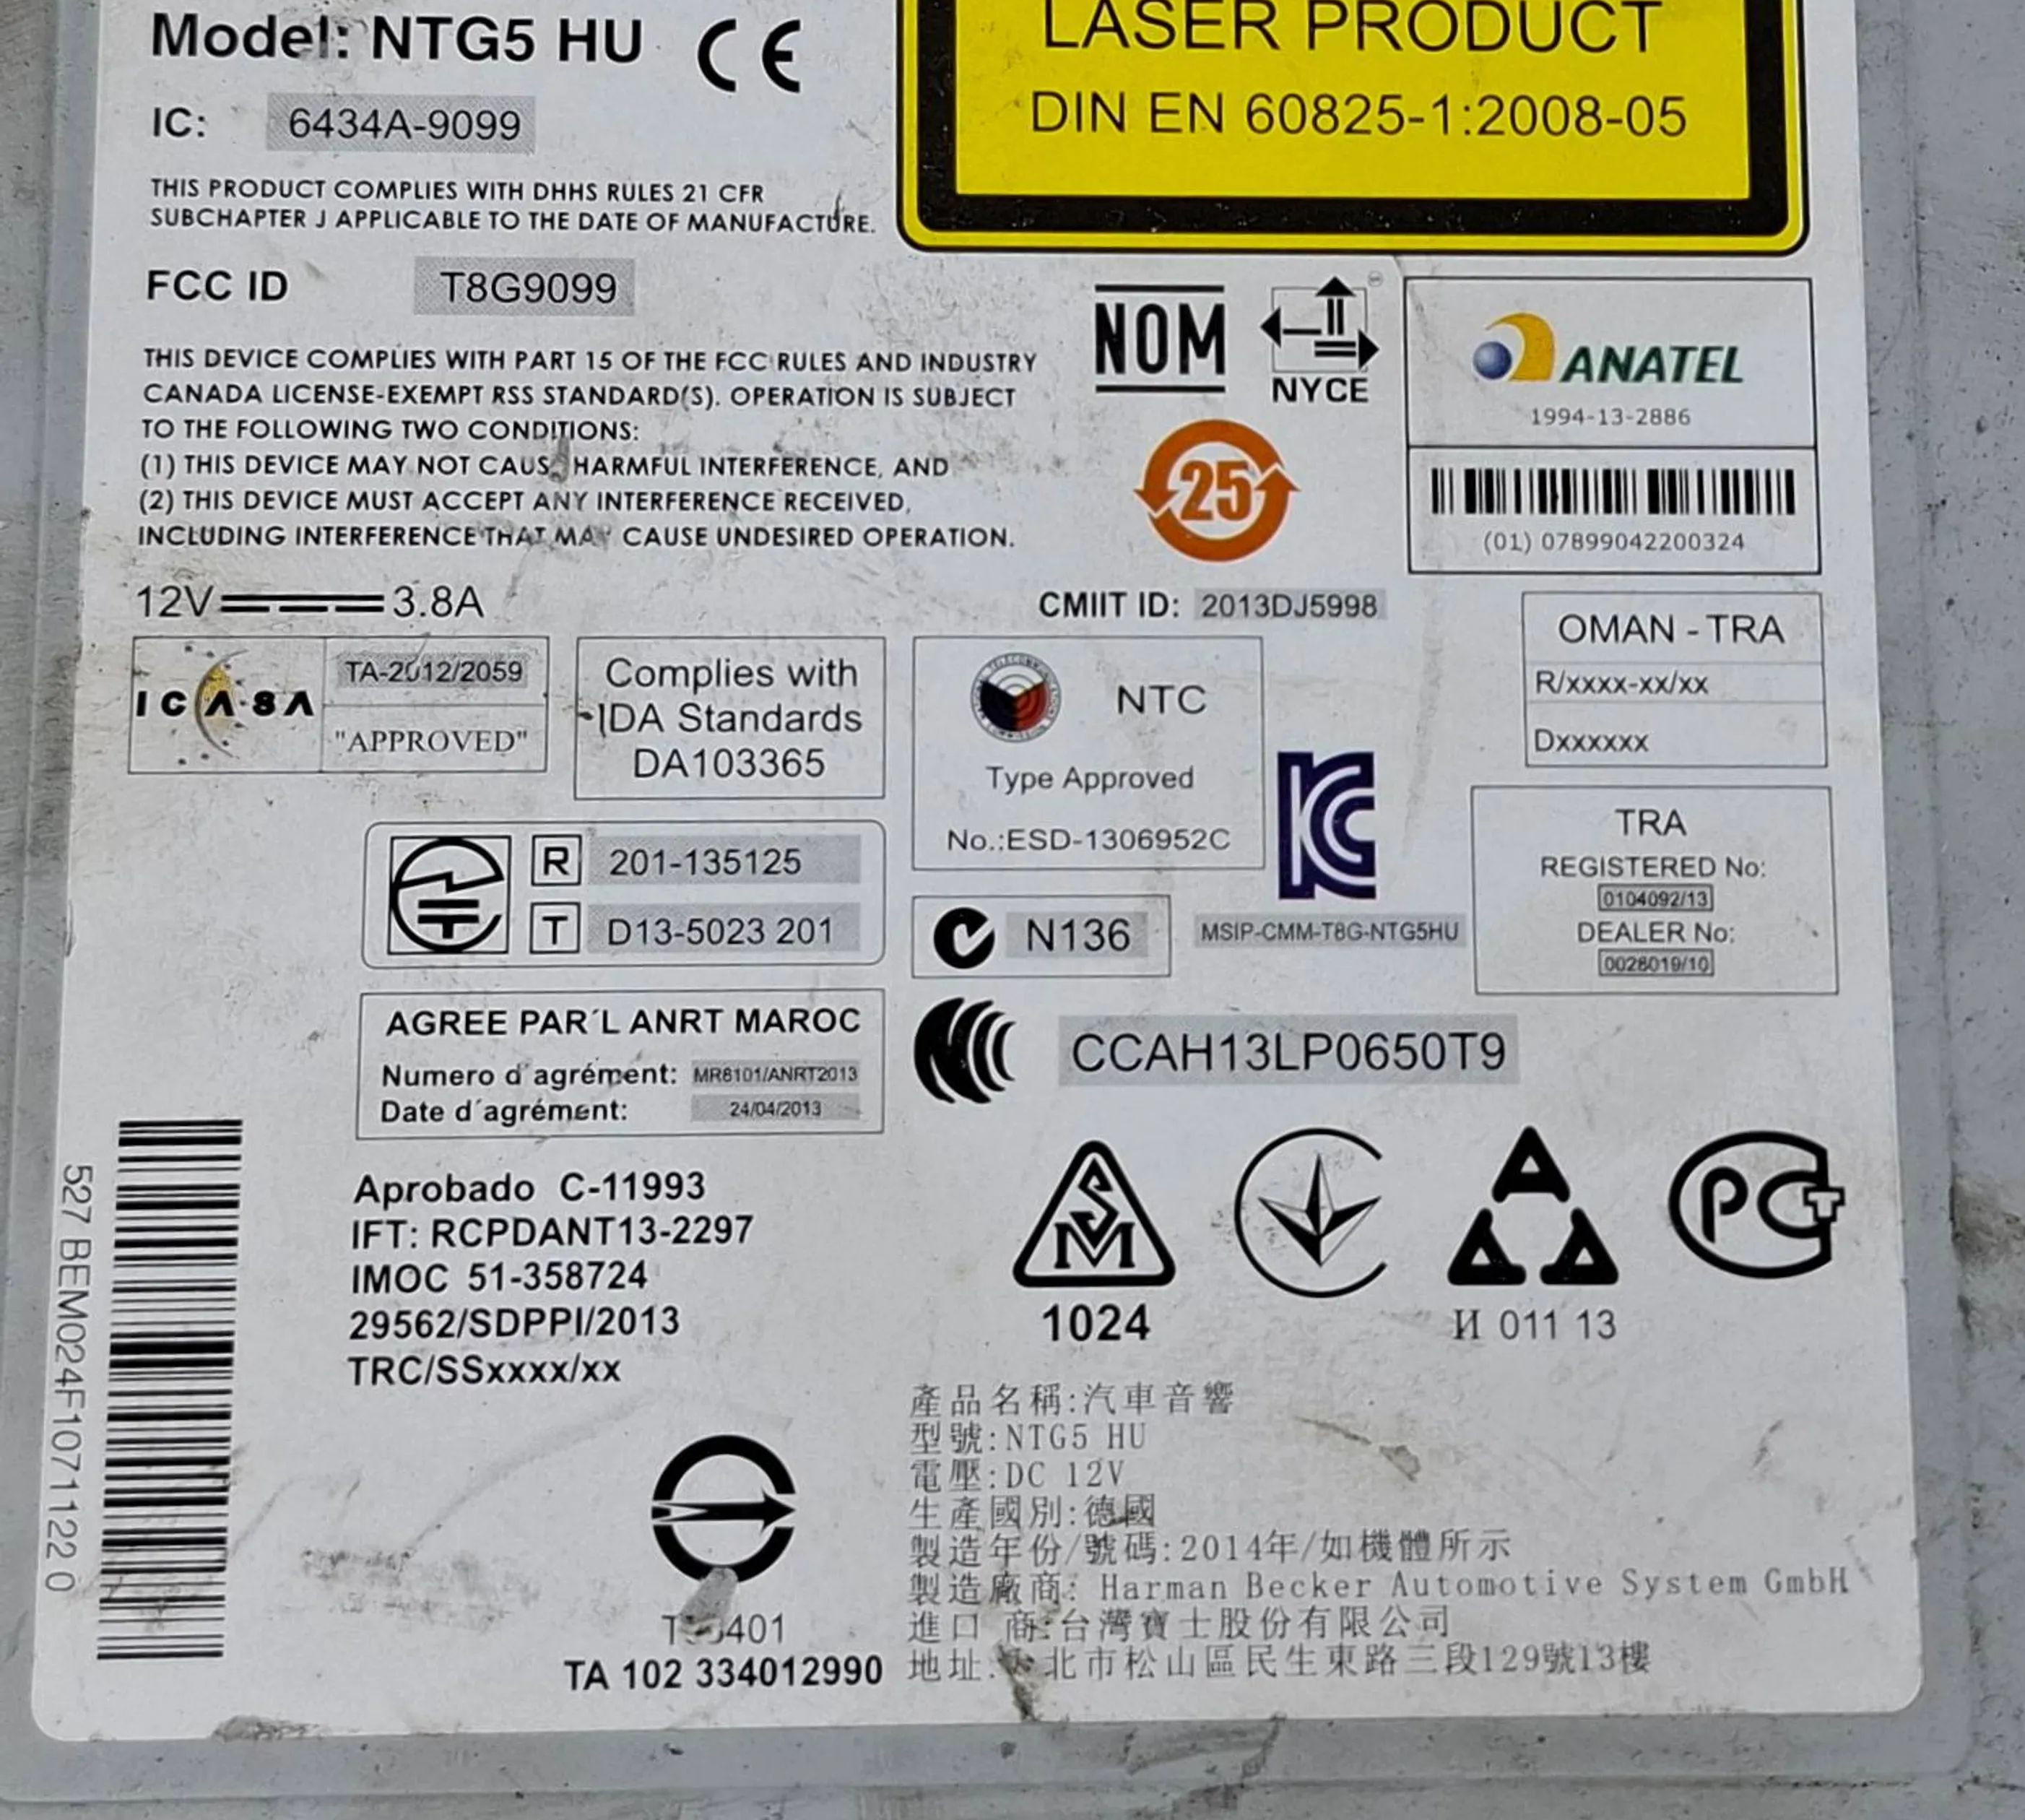 Model: NTG5 HU CE
IC: 6434A-9099
THIS PRODUCT COMPLIES WITH DHHS RULES 21 CFR
SUBCHAPTER J APPLICABLE TO THE DATE OF MANUFACTURE.
FCC ID T8G9099
THIS DEVICE COMPLIES WITH PART 15 OF THE FCC RULES AND INDUSTRY
CANADA LICENSE-EXEMPT RSS STANDARD(S). OPERATION IS SUBJECT
TO THE FOLLOWING TWO CONDITIONS:
(1) THIS DEVICE MAY NOT CAUSE HARMFUL INTERFERENCE, AND
(2) THIS DEVICE MUST ACCEPT ANY INTERFERENCE RECEIVED,
INCLUDING INTERFERENCE THAT MAY CAUSE UNDESIRED OPERATION.
12V 3.8A
LASER PRODUCT
DIN EN 60825-1:2008-05
NOM
NYCE
ANATEL
1994-13-2886
(01) 07899042200324
25
CMIIT ID: 2013DJ5998
OMAN - TRA
R/xxxx-xx/xx
Dxxxxxx
ICASA
TA-2012/2059
"APPROVED"
Complies with
IDA Standards
DA103365
NTC
Type Approved
No.:ESD-1306952C
TRA
REGISTERED No:
0104092/13
DEALER No:
0028019/10
R 201-135125
T D13-5023 201
N136
MSIP-CMM-T8G-NTG5HU
AGREE PAR´L ANRT MAROC
Numero d´agrément: MR8101/ANRT2013
Date d´agrément: 24/04/2013
CCAH13LP0650T9
527 BEM024F1071122 0
Aprobado C-11993
IFT: RCPDANT13-2297
IMOC 51-358724
29562/SDPPI/2013
TRC/SSxxxx/xx
SM
1024
И 011 13
PCT
TA 102 334012990
產品名稱:汽車音響
型號:NTG5 HU
電壓:DC 12V
生產國別:德國
製造年份/號碼:2014年/如機體所示
製造廠商: Harman Becker Automotive System GmbH
進口 商:台灣賓士股份有限公司
地址: 北市松山區民生東路三段129號13樓